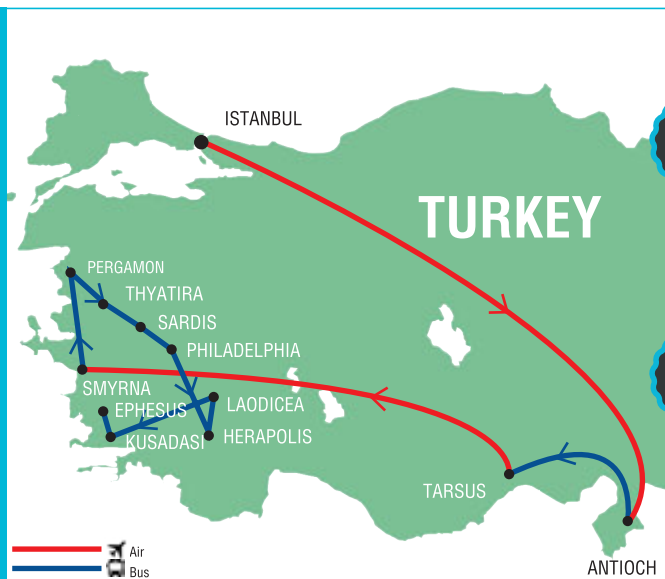 ISTANBUL
TURKEY
PERGAMON
THYATIRA
SARDIS
PHILADELPHIA
SMYRNA
LAODICEA
EPHESUS
KUSADASI
HERAPOLIS
TARSUS
ANTIOCH
Air
Bus